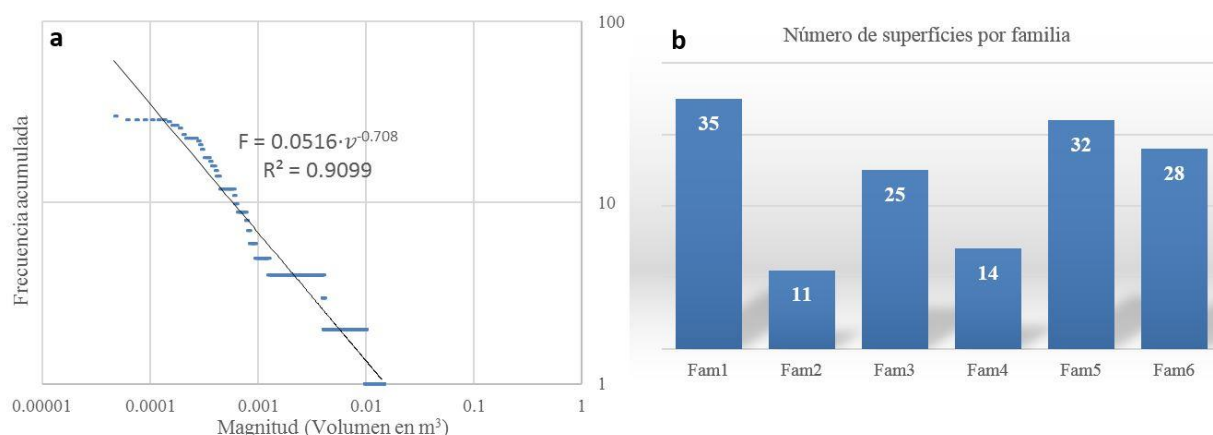 a
100
Frecuencia acumulada
F = 0.0516·v^-0.708
R² = 0.9099
10
1
0.00001 0.0001 0.001 0.01 0.1 1
Magnitud (Volumen en m³)
b
Número de superfícies por familia
35
11
25
14
32
28
Fam1 Fam2 Fam3 Fam4 Fam5 Fam6